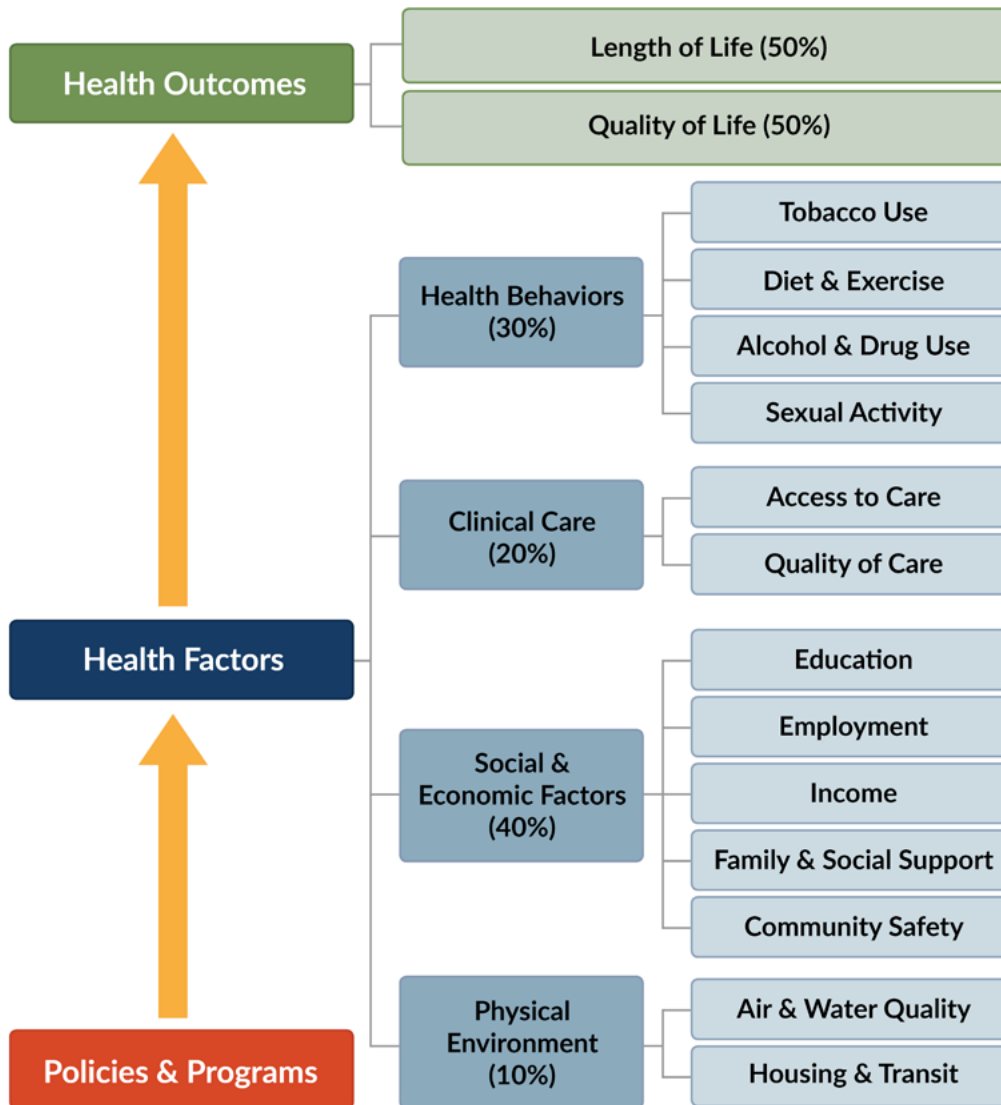 Health Outcomes
Length of Life (50%)
Quality of Life (50%)
Health Factors
Health Behaviors
(30%)
Tobacco Use
Diet & Exercise
Alcohol & Drug Use
Sexual Activity
Clinical Care
(20%)
Access to Care
Quality of Care
Social &
Economic Factors
(40%)
Education
Employment
Income
Family & Social Support
Community Safety
Physical
Environment
(10%)
Air & Water Quality
Housing & Transit
Policies & Programs